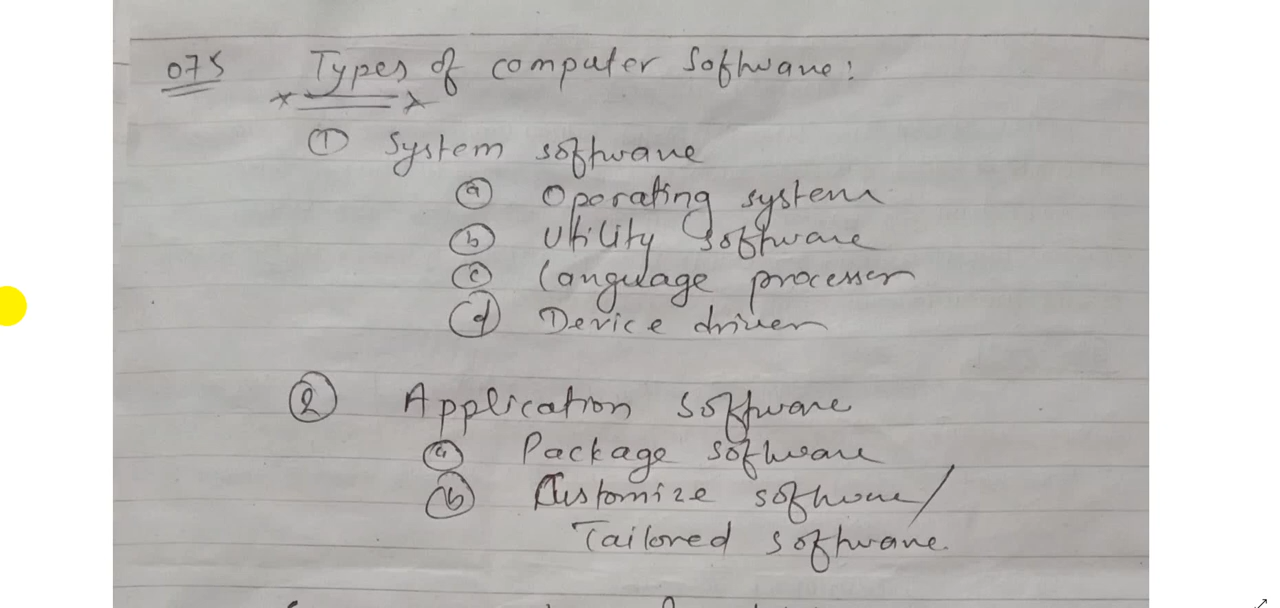 075 Types of computer Software:
① System software
ⓐ Operating system
ⓑ Utility software
ⓒ Language processer
ⓓ Device driver
② Application software
ⓐ Package software
ⓑ Customize software/
Tailored software.